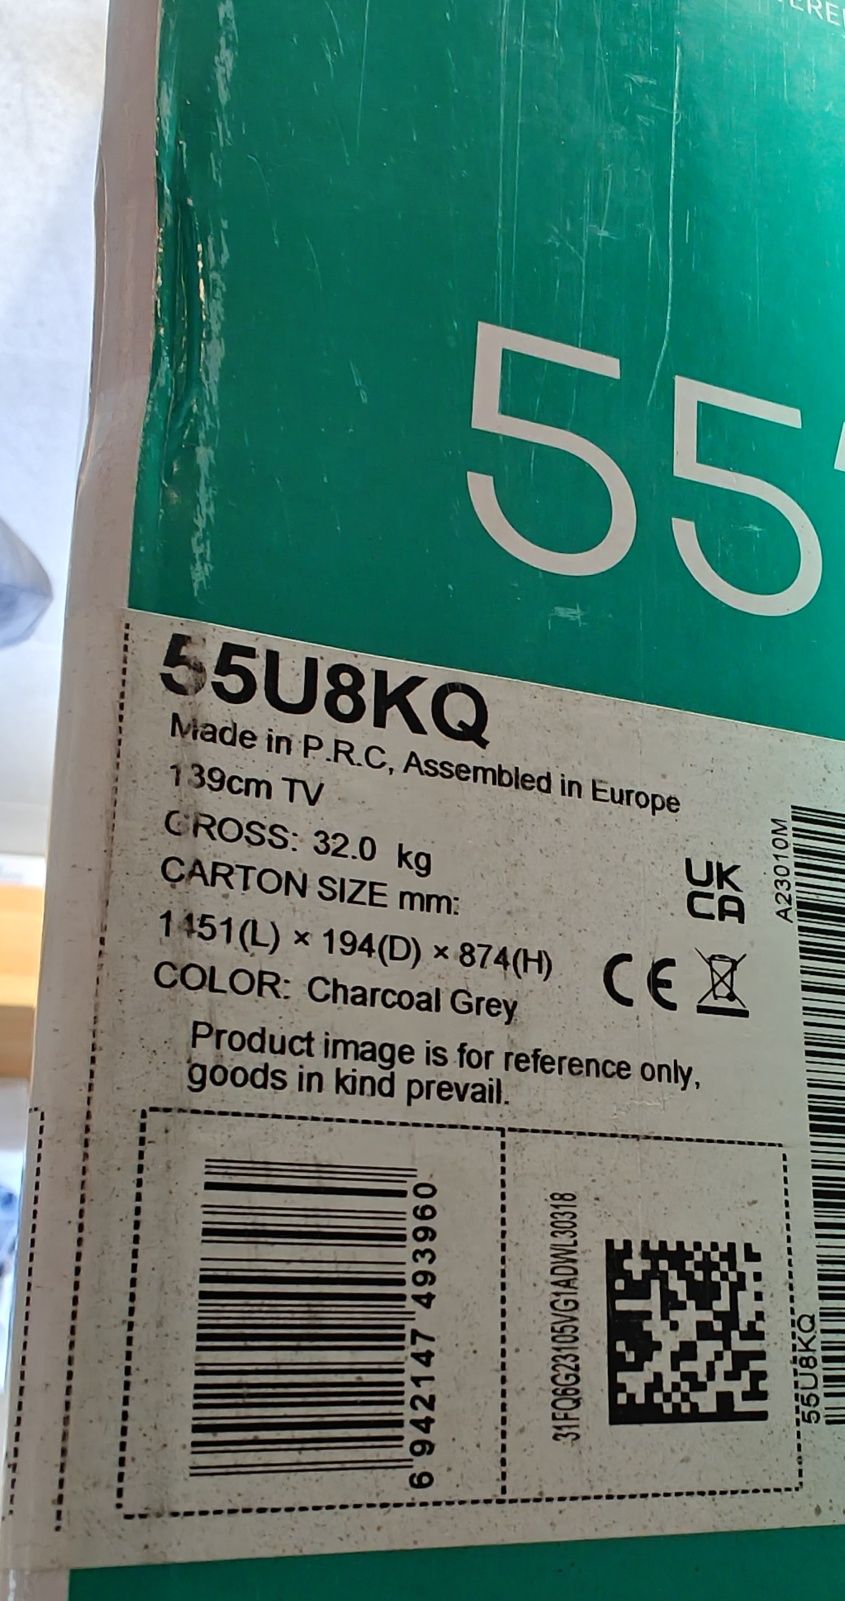 55
55U8KQ
Made in P.R.C, Assembled in Europe
139cm TV
GROSS: 32.0 kg
CARTON SIZE mm:
1451(L) × 194(D) × 874(H)
COLOR: Charcoal Grey
UK
CA
CE
Product image is for reference only,
goods in kind prevail.
6 942147 493960
31FQ6G23105VG1ADWL30318
A23010M
55U8KQ